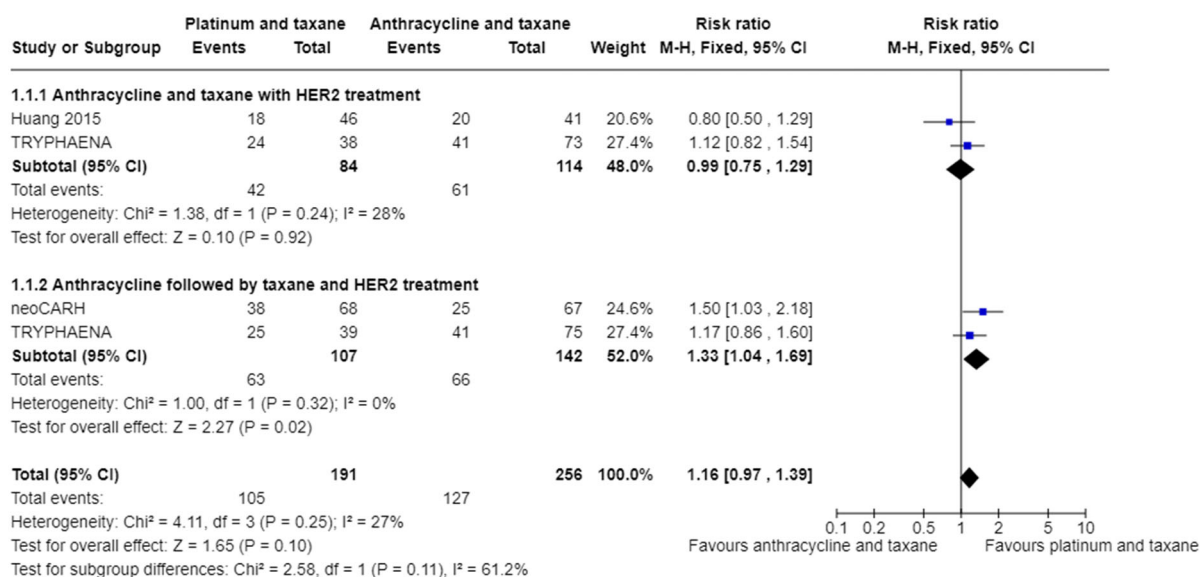 Platinum and taxane Anthracycline and taxane Risk ratio Risk ratio
Study or Subgroup Events Total Events Total Weight M-H, Fixed, 95% CI M-H, Fixed, 95% CI
1.1.1 Anthracycline and taxane with HER2 treatment
Huang 2015 18 46 20 41 20.6% 0.80 [0.50 , 1.29]
TRYPHAENA 24 38 41 73 27.4% 1.12 [0.82 , 1.54]
Subtotal (95% CI) 84 114 48.0% 0.99 [0.75 , 1.29]
Total events: 42 61
Heterogeneity: Chi² = 1.38, df = 1 (P = 0.24); I² = 28%
Test for overall effect: Z = 0.10 (P = 0.92)
1.1.2 Anthracycline followed by taxane and HER2 treatment
neoCARH 38 68 25 67 24.6% 1.50 [1.03 , 2.18]
TRYPHAENA 25 39 41 75 27.4% 1.17 [0.86 , 1.60]
Subtotal (95% CI) 107 142 52.0% 1.33 [1.04 , 1.69]
Total events: 63 66
Heterogeneity: Chi² = 1.00, df = 1 (P = 0.32); I² = 0%
Test for overall effect: Z = 2.27 (P = 0.02)
Total (95% CI) 191 256 100.0% 1.16 [0.97 , 1.39]
Total events: 105 127
Heterogeneity: Chi² = 4.11, df = 3 (P = 0.25); I² = 27%
Test for overall effect: Z = 1.65 (P = 0.10)
Test for subgroup differences: Chi² = 2.58, df = 1 (P = 0.11), I² = 61.2%
0.1 0.2 0.5 1 2 5 10
Favours anthracycline and taxane Favours platinum and taxane